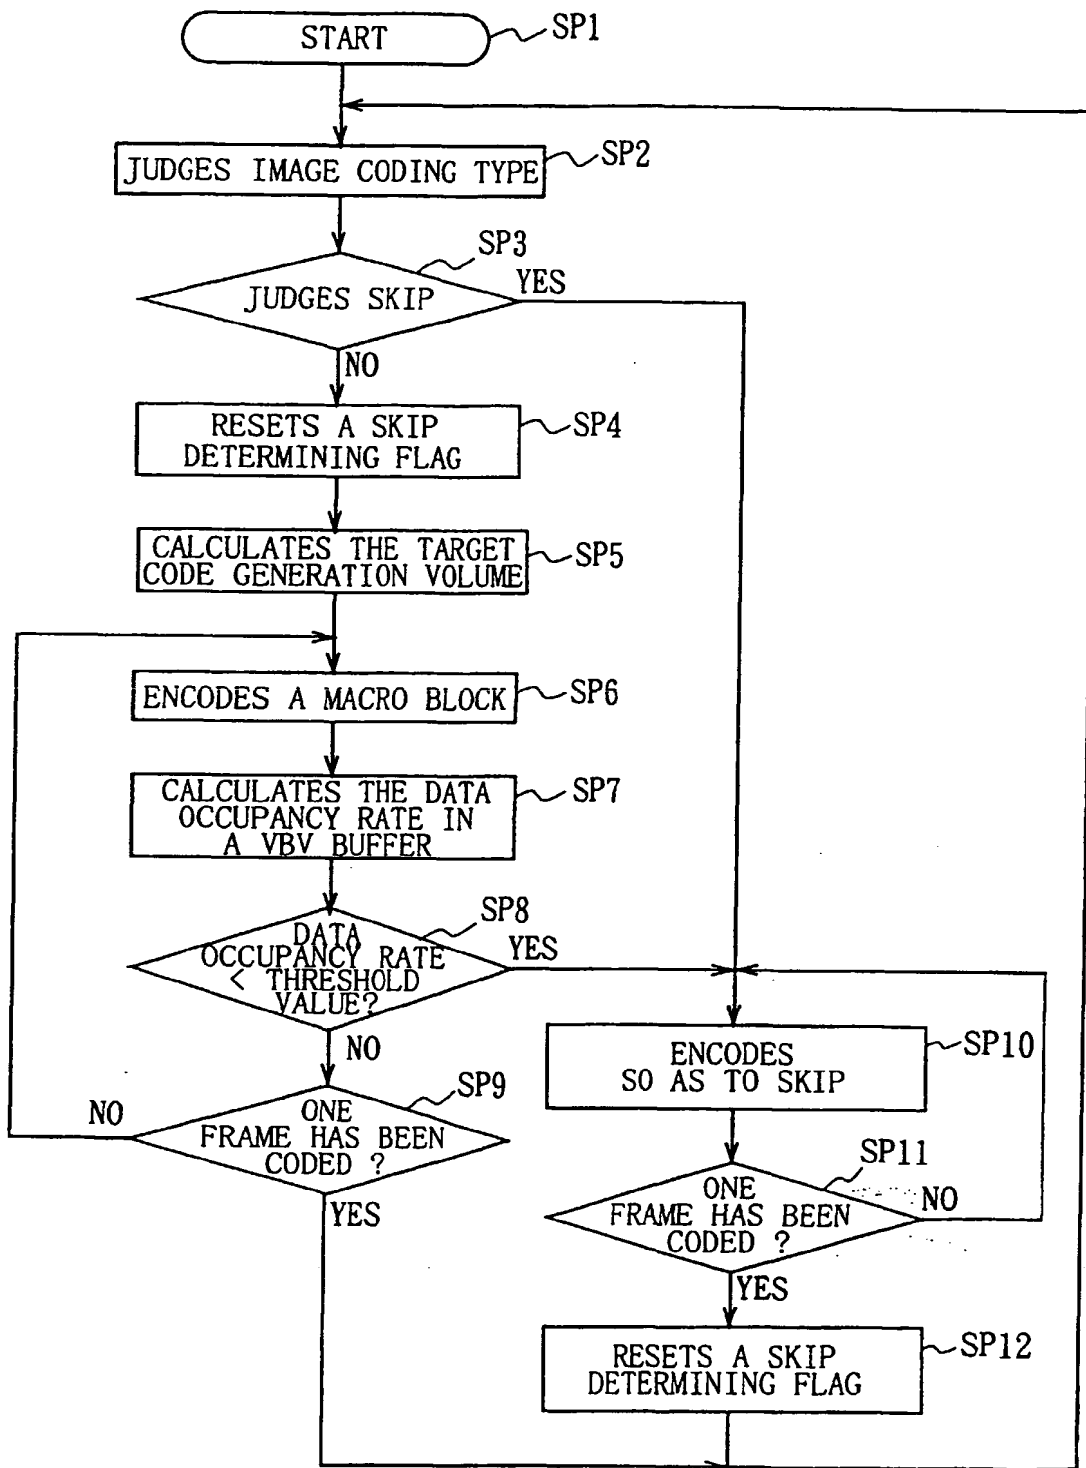 START
SP1
JUDGES IMAGE CODING TYPE
SP2
SP3
JUDGES SKIP
YES
NO
RESETS A SKIP
DETERMINING FLAG
SP4
CALCULATES THE TARGET
CODE GENERATION VOLUME
SP5
ENCODES A MACRO BLOCK
SP6
CALCULATES THE DATA
OCCUPANCY RATE IN
A VBV BUFFER
SP7
SP8
DATA
OCCUPANCY RATE
< THRESHOLD
VALUE?
YES
NO
SP9
ONE
FRAME HAS BEEN
CODED ?
NO
YES
ENCODES
SO AS TO SKIP
SP10
SP11
ONE
FRAME HAS BEEN
CODED ?
NO
YES
RESETS A SKIP
DETERMINING FLAG
SP12